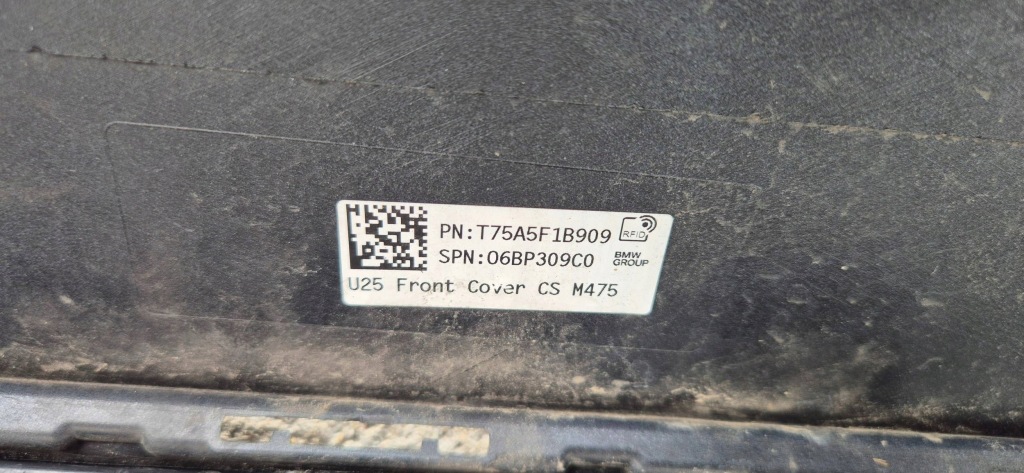 PN:T75A5F1B909
RFID
SPN:06BP309C0
BMW
GROUP
U25 Front Cover CS M475